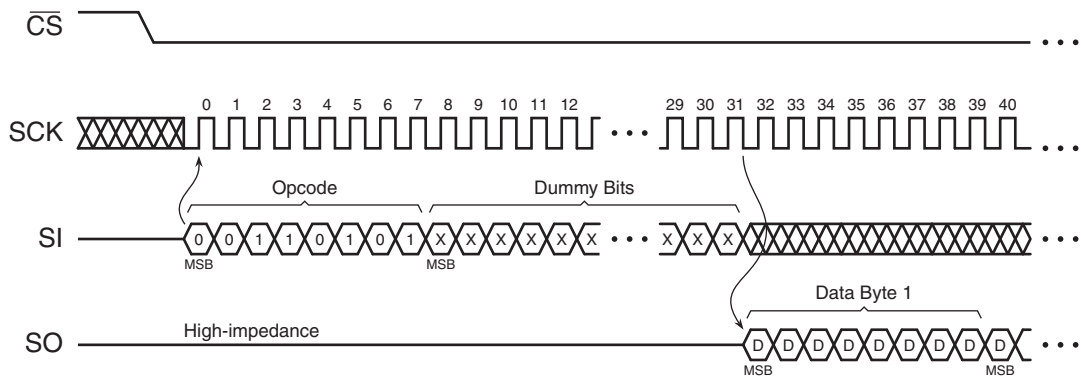 CS
SCK
0 1 2 3 4 5 6 7 8 9 10 11 12 29 30 31 32 33 34 35 36 37 38 39 40
Opcode Dummy Bits
SI 0 0 1 1 0 1 0 1 X X X X X X X X X
MSB MSB
Data Byte 1
High-impedance
SO D D D D D D D D D
MSB MSB